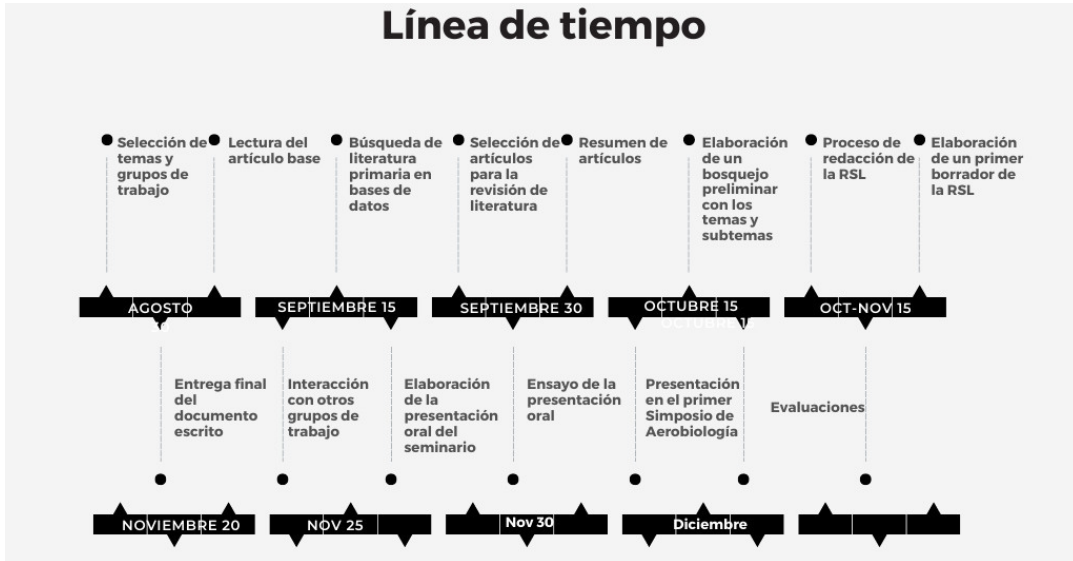 Línea de tiempo
Selección de
temas y
grupos de
trabajo
Lectura del
artículo base
Búsqueda de
literatura
primaria en
bases de
datos
Selección de
artículos
para la
revisión de
literatura
Resumen de
artículos
Elaboración
de un
bosquejo
preliminar
con los
temas y
subtemas
Proceso de
redacción de
la RSL
Elaboración
de un primer
borrador de
la RSL
AGOSTO
30
SEPTIEMBRE 15
SEPTIEMBRE 30
OCTUBRE 15
OCTUBRE 15
OCT-NOV 15
Entrega final
del
documento
escrito
Interacción
con otros
grupos de
trabajo
Elaboración
de la
presentación
oral del
seminario
Ensayo de la
presentación
oral
Presentación
en el primer
Simposio de
Aerobiología
Evaluaciones
NOVIEMBRE 20
NOV 25
Nov 30
Diciembre